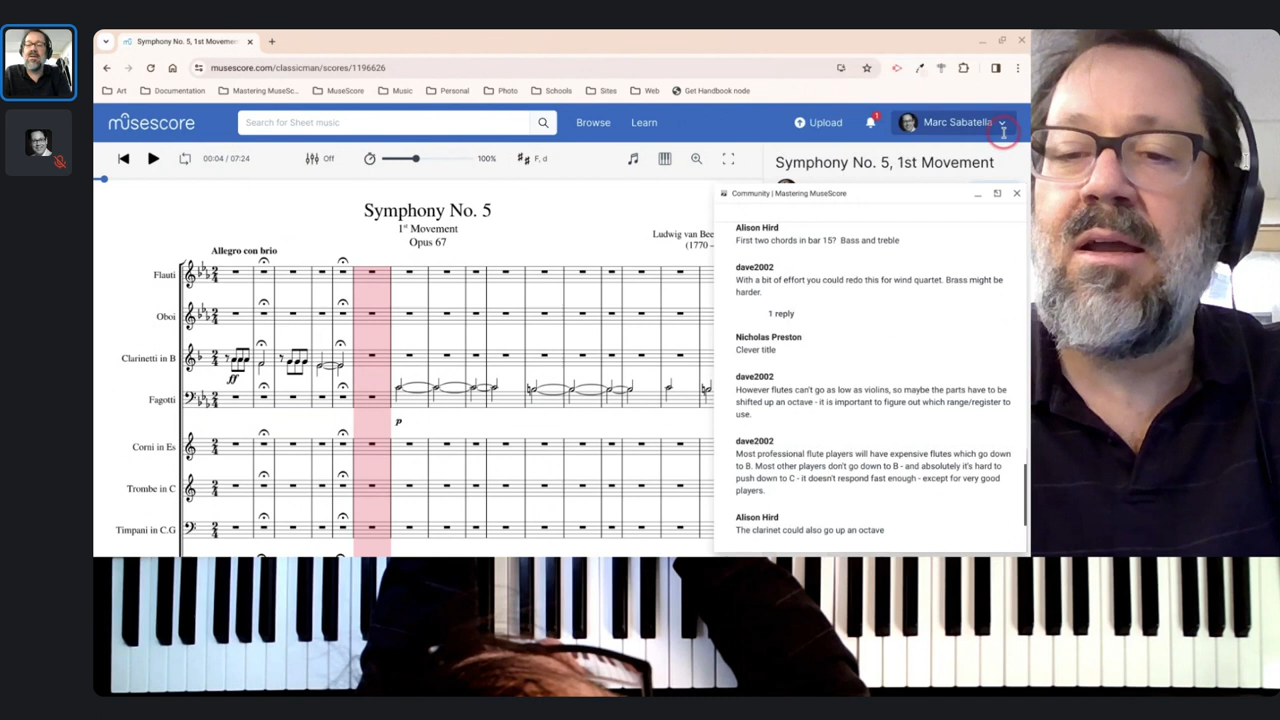 Symphony No. 5, 1st Movemen
musescore.com/classicman/scores/1196626
Art
Documentation
Mastering MuseSc...
MuseScore
Music
Personal
Photo
Schools
Sites
Web
Get Handbook node
musescore
Search for Sheet music
Browse
Learn
Upload
1
Marc Sabatella
00:04 / 07:24
Off
100%
F, d
Symphony No. 5, 1st Movement
Community | Mastering MuseScore
Symphony No. 5
1st Movement
Opus 67
Ludwig van Bee
(1770 –
Allegro con brio
Flauti
Oboi
Clarinetti in B
ff
Fagotti
p
Corni in Es
Trombe in C
Timpani in C.G
Alison Hird
First two chords in bar 15? Bass and treble
dave2002
With a bit of effort you could redo this for wind quartet. Brass might be
harder.
1 reply
Nicholas Preston
Clever title
dave2002
However flutes can't go as low as violins, so maybe the parts have to be
shifted up an octave - it is important to figure out which range/register to
use.
dave2002
Most professional flute players will have expensive flutes which go down
to B. Most other players don't go down to B - and absolutely it's hard to
push down to C - it doesn't respond fast enough - except for very good
players.
Alison Hird
The clarinet could also go up an octave